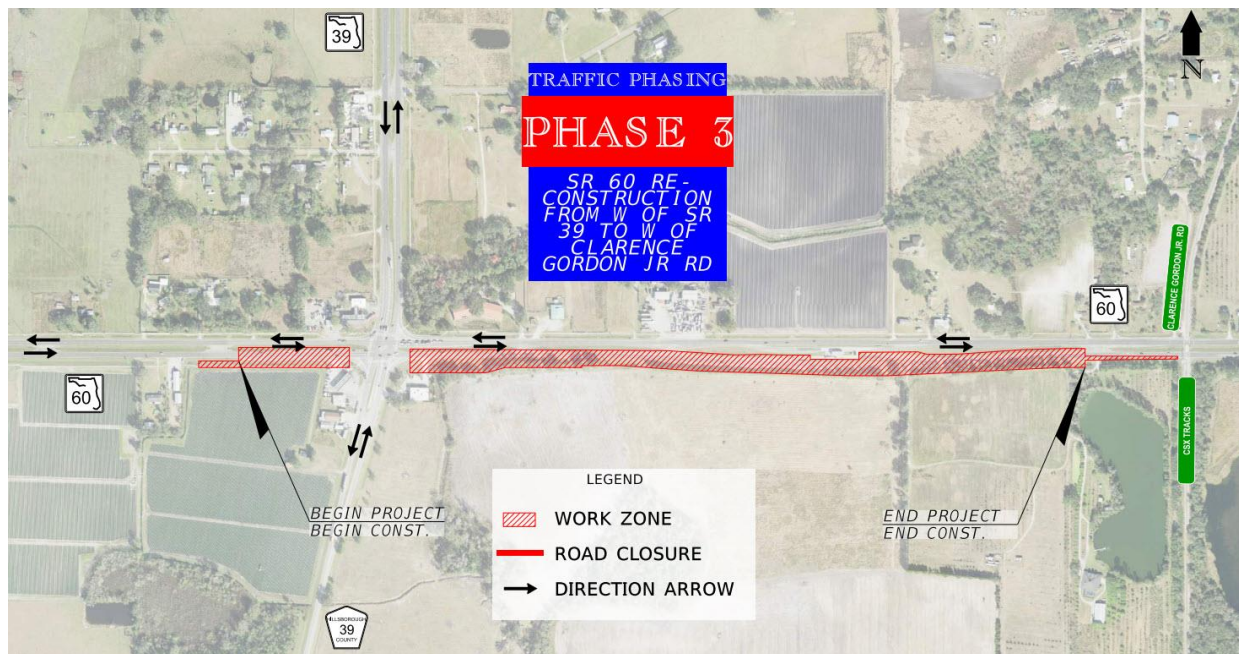 39
N
TRAFFIC PHASING
PHASE 3
SR 60 RE-
CONSTRUCTION
FROM W OF SR
39 TO W OF
CLARENCE
GORDON JR RD
CLARENCE GORDON JR. RD
60
60
CSX TRACKS
BEGIN PROJECT
BEGIN CONST.
END PROJECT
END CONST.
LEGEND
WORK ZONE
ROAD CLOSURE
DIRECTION ARROW
HILLSBOROUGH
39
COUNTY